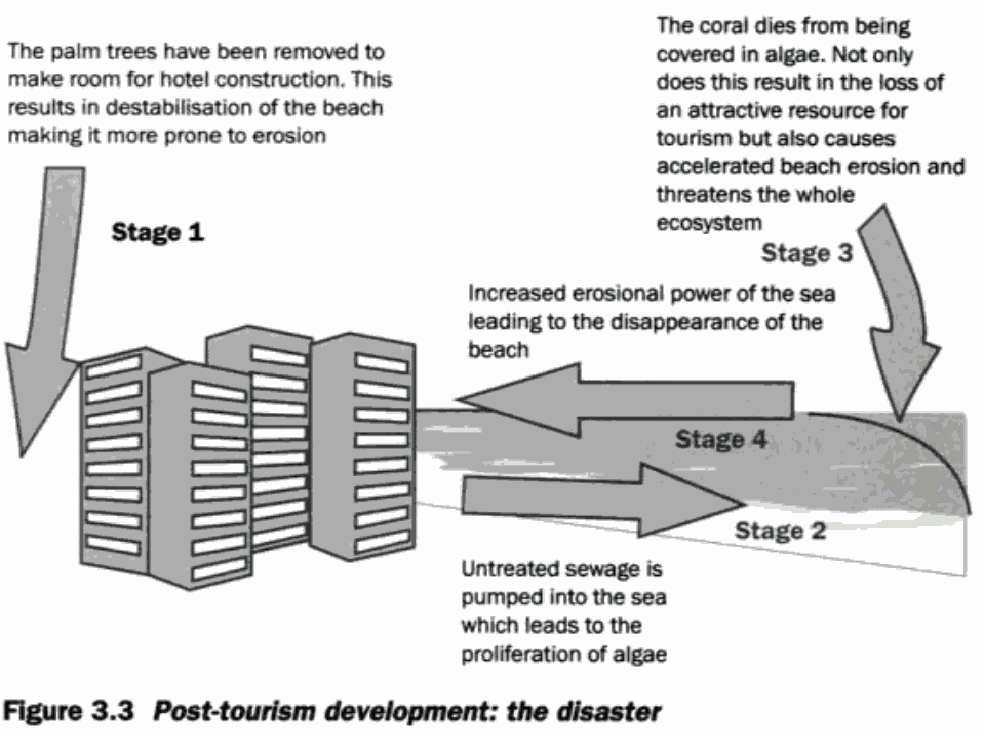 The palm trees have been removed to
make room for hotel construction. This
results in destabilisation of the beach
making it more prone to erosion
Stage 1
The coral dies from being
covered in algae. Not only
does this result in the loss of
an attractive resource for
tourism but also causes
accelerated beach erosion and
threatens the whole
ecosystem
Stage 3
Increased erosional power of the sea
leading to the disappearance of the
beach
Stage 4
Stage 2
Untreated sewage is
pumped into the sea
which leads to the
proliferation of algae
Figure 3.3 Post-tourism development: the disaster